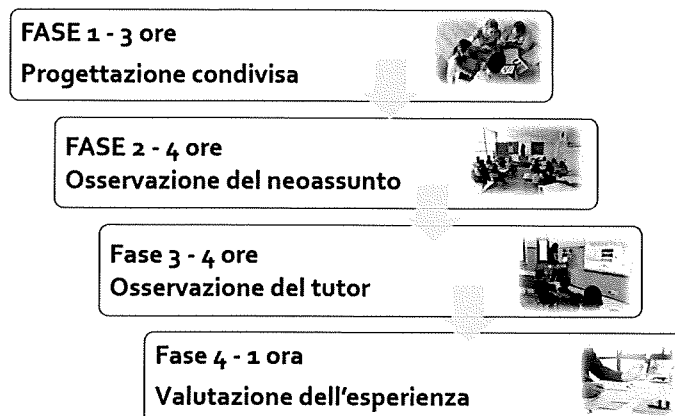 FASE 1 - 3 ore
Progettazione condivisa
FASE 2 - 4 ore
Osservazione del neoassunto
Fase 3 - 4 ore
Osservazione del tutor
Fase 4 - 1 ora
Valutazione dell'esperienza